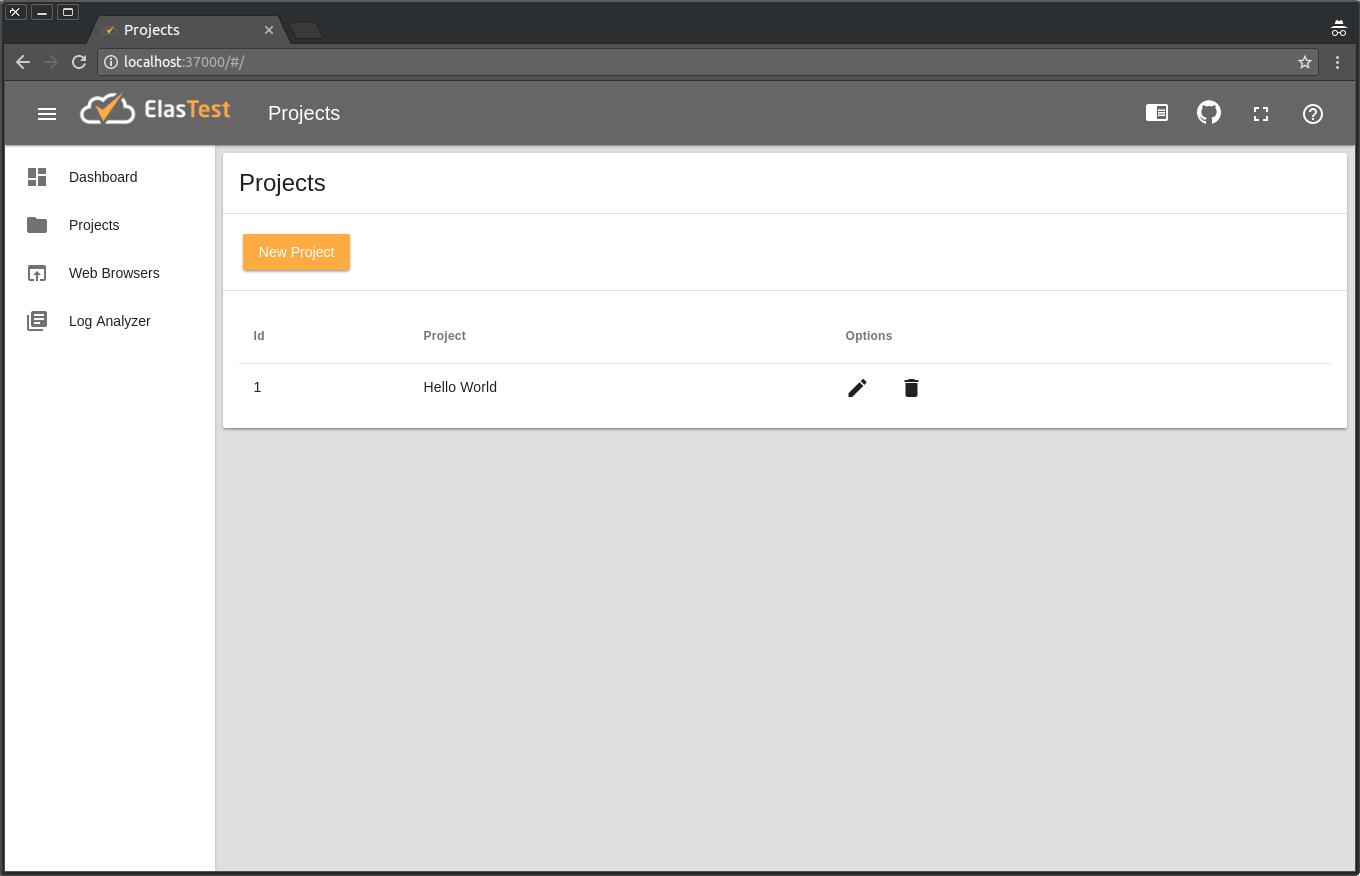 Projects
localhost:37000/#/
ElasTest
Projects
Dashboard
Projects
Web Browsers
Log Analyzer
Projects
New Project
Id Project Options
1 Hello World